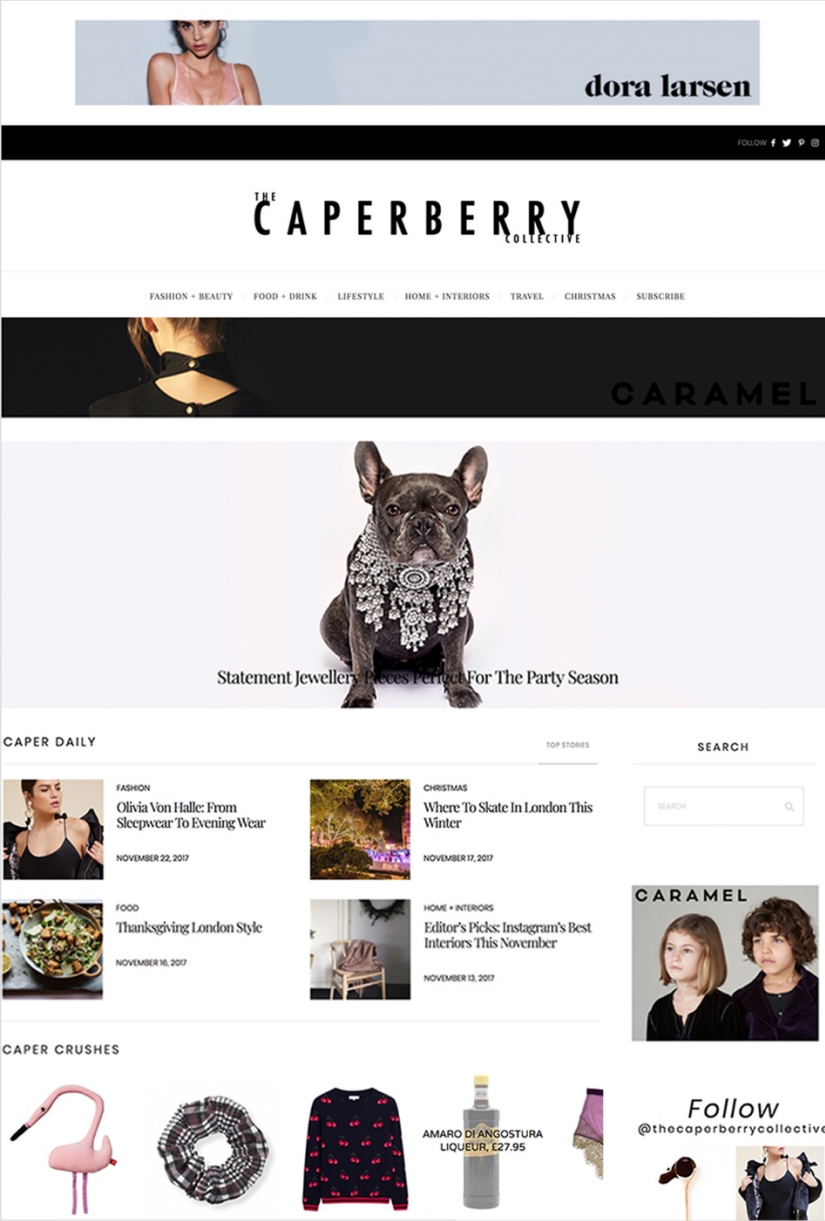 dora larsen
FOLLOW
THE
CAPERBERRY
COLLECTIVE
FASHION + BEAUTY
FOOD + DRINK
LIFESTYLE
HOME + INTERIORS
TRAVEL
CHRISTMAS
SUBSCRIBE
CARAMEL
Statement Jewellery Pieces Perfect For The Party Season
CAPER DAILY
TOP STORIES
FASHION
Olivia Von Halle: From
Sleepwear To Evening Wear
NOVEMBER 22, 2017
CHRISTMAS
Where To Skate In London This
Winter
NOVEMBER 17, 2017
FOOD
Thanksgiving London Style
NOVEMBER 16, 2017
HOME + INTERIORS
Editor's Picks: Instagram's Best
Interiors This November
NOVEMBER 13, 2017
SEARCH
SEARCH
CARAMEL
CAPER CRUSHES
AMARO DI ANGOSTURA
LIQUEUR, £27.95
Follow
@thecaperberrycollective